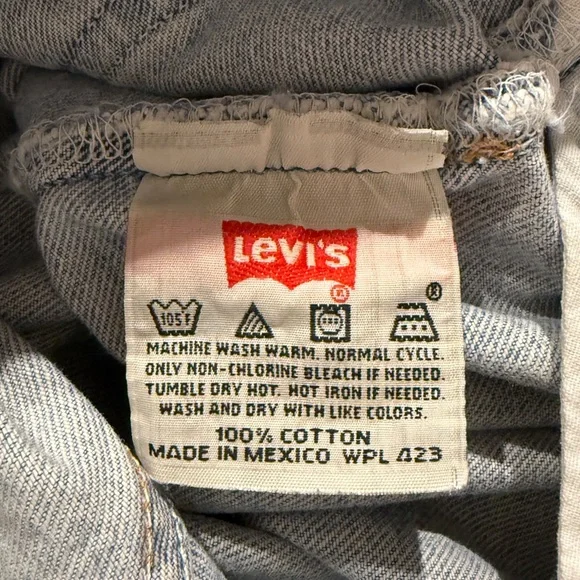 Levi's
105F
MACHINE WASH WARM. NORMAL CYCLE.
ONLY NON-CHLORINE BLEACH IF NEEDED.
TUMBLE DRY HOT. HOT IRON IF NEEDED.
WASH AND DRY WITH LIKE COLORS.
100% COTTON
MADE IN MEXICO WPL 423